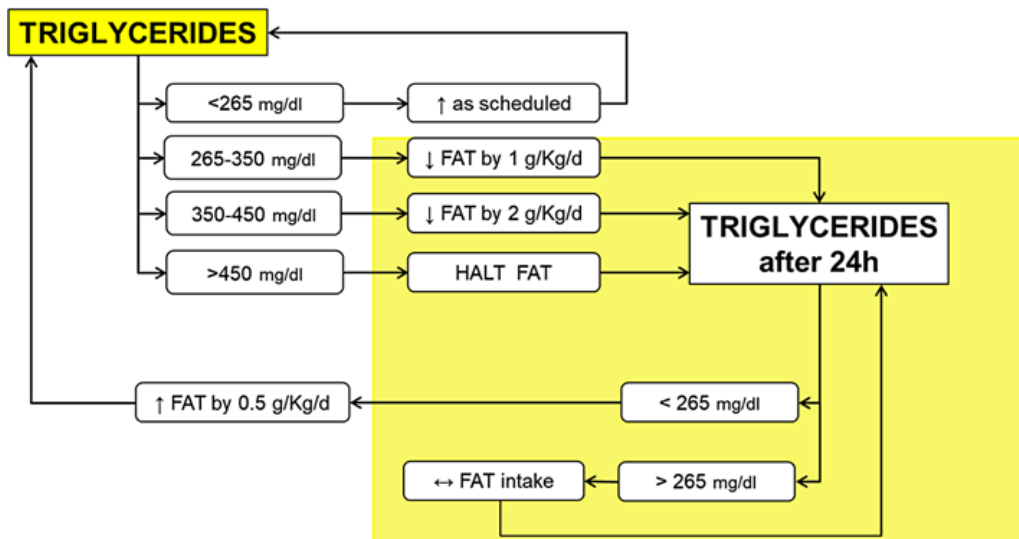 TRIGLYCERIDES
<265 mg/dl
↑ as scheduled
265-350 mg/dl
↓ FAT by 1 g/Kg/d
350-450 mg/dl
↓ FAT by 2 g/Kg/d
>450 mg/dl
HALT FAT
TRIGLYCERIDES
after 24h
↑ FAT by 0.5 g/Kg/d
< 265 mg/dl
↔ FAT intake
> 265 mg/dl